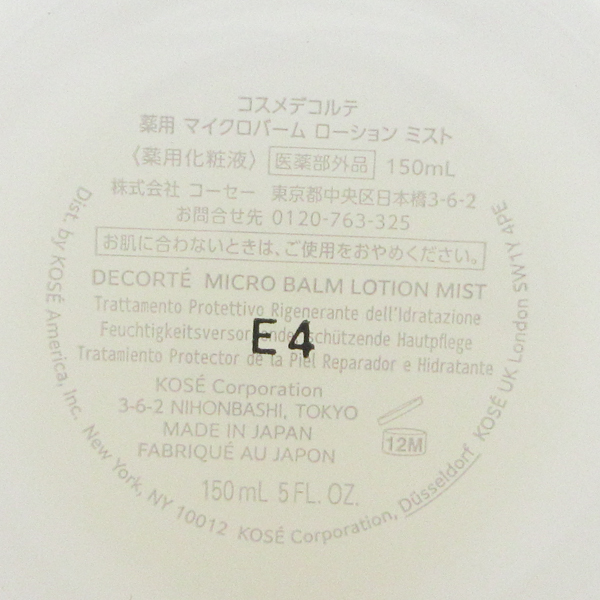 コスメデコルテ
薬用 マイクロバーム ローション ミスト
〈薬用化粧液〉 医薬部外品 150mL
株式会社 コーセー 東京都中央区日本橋3-6-2
お問合せ先 0120-763-325
お肌に合わないときは、ご使用をおやめください。
DECORTÉ MICRO BALM LOTION MIST
Trattamento Protettivo Rigenerante dell'Idratazione
Feuchtigkeitsversorgende, schützende Hautpflege
Tratamiento Protector de la Piel Reparador e Hidratante
E4
KOSÉ Corporation
3-6-2 NIHONBASHI, TOKYO
MADE IN JAPAN
FABRIQUÉ AU JAPON
12M
150mL 5FL. OZ.
Dist. by KOSÉ America, Inc. New York, NY 10012 KOSÉ Corporation, Düsseldorf KOSÉ UK London SW1Y 4PE